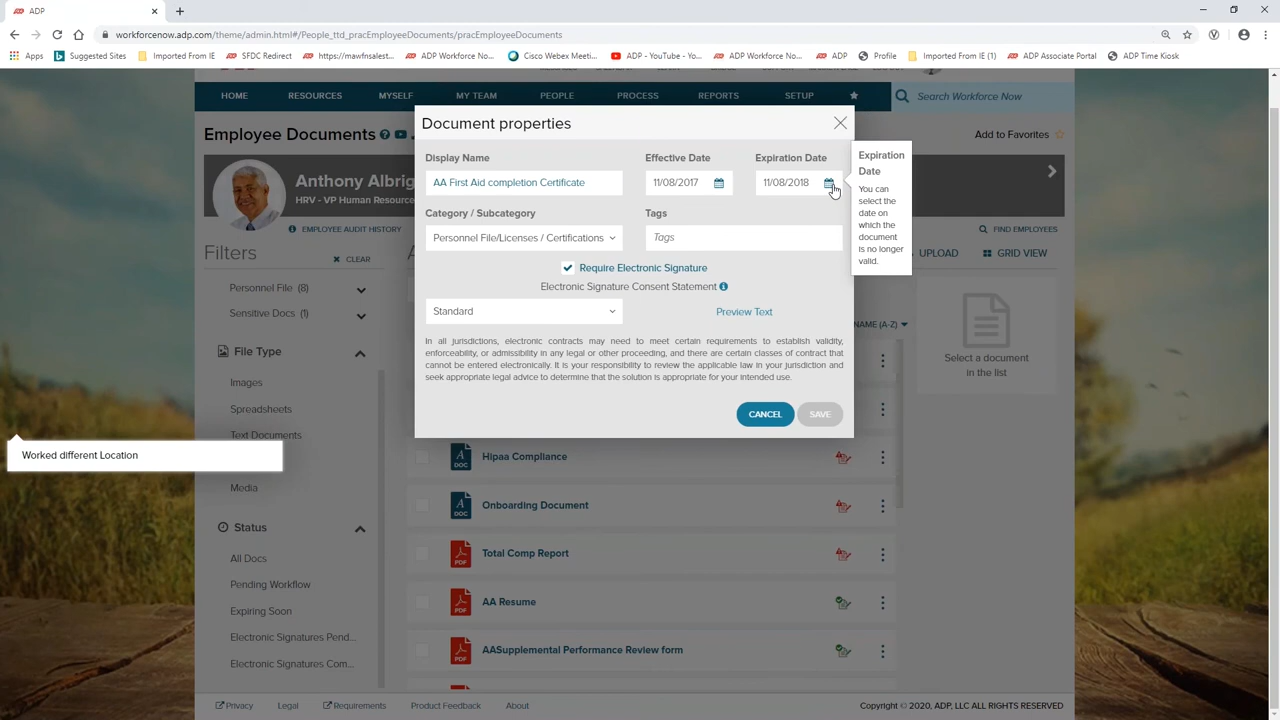 ADP
workforcenow.adp.com/theme/admin.html#/People_ttd_pracEmployeeDocuments/pracEmployeeDocuments
Apps
Suggested Sites
Imported From IE
SFDC Redirect
https://mawfnsalest...
ADP Workforce No...
Cisco Webex Meeti...
ADP - YouTube - Yo...
ADP Workforce No...
ADP
Profile
Imported From IE (1)
ADP Associate Portal
ADP Time Kiosk
HOME
RESOURCES
MYSELF
MY TEAM
PEOPLE
PROCESS
REPORTS
SETUP
Search Workforce Now
Employee Documents
Add to Favorites
Anthony Albrig
HRV - VP Human Resource
EMPLOYEE AUDIT HISTORY
FIND EMPLOYEES
Filters
CLEAR
UPLOAD
GRID VIEW
Personnel File (8)
Sensitive Docs (1)
File Type
Images
Spreadsheets
Text Documents
Media
Status
All Docs
Pending Workflow
Expiring Soon
Electronic Signatures Pend...
Electronic Signatures Com...
Document properties
Display Name
Effective Date
Expiration Date
AA First Aid completion Certificate
11/08/2017
11/08/2018
Category / Subcategory
Tags
Personnel File/Licenses / Certifications
Tags
Require Electronic Signature
Electronic Signature Consent Statement
Standard
Preview Text
In all jurisdictions, electronic contracts may need to meet certain requirements to establish validity,
enforceability, or admissibility in any legal or other proceeding, and there are certain classes of contract that
cannot be entered electronically. It is your responsibility to review the applicable law in your jurisdiction and
seek appropriate legal advice to determine that the solution is appropriate for your intended use.
CANCEL
SAVE
Expiration
Date
You can
select the
date on
which the
document
is no longer
valid.
NAME (A-Z)
Select a document
in the list
Worked different Location
DOC
Hipaa Compliance
DOC
Onboarding Document
PDF
Total Comp Report
PDF
AA Resume
PDF
AASupplemental Performance Review form
Privacy
Legal
Requirements
Product Feedback
About
Copyright © 2020, ADP, LLC ALL RIGHTS RESERVED